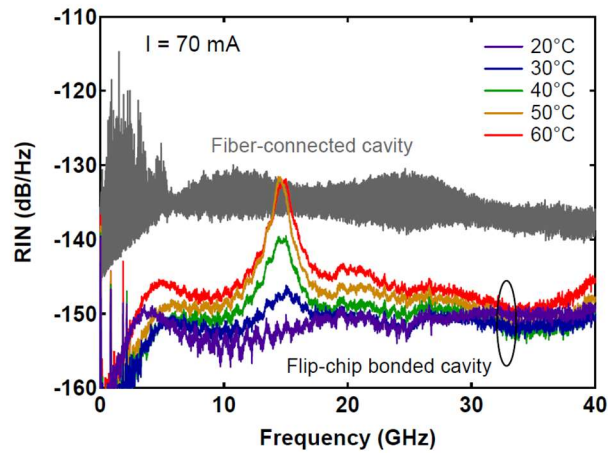 I = 70 mA
20°C
30°C
40°C
50°C
60°C
Fiber-connected cavity
Flip-chip bonded cavity
RIN (dB/Hz)
-110
-120
-130
-140
-150
-160
0
10
20
30
40
Frequency (GHz)